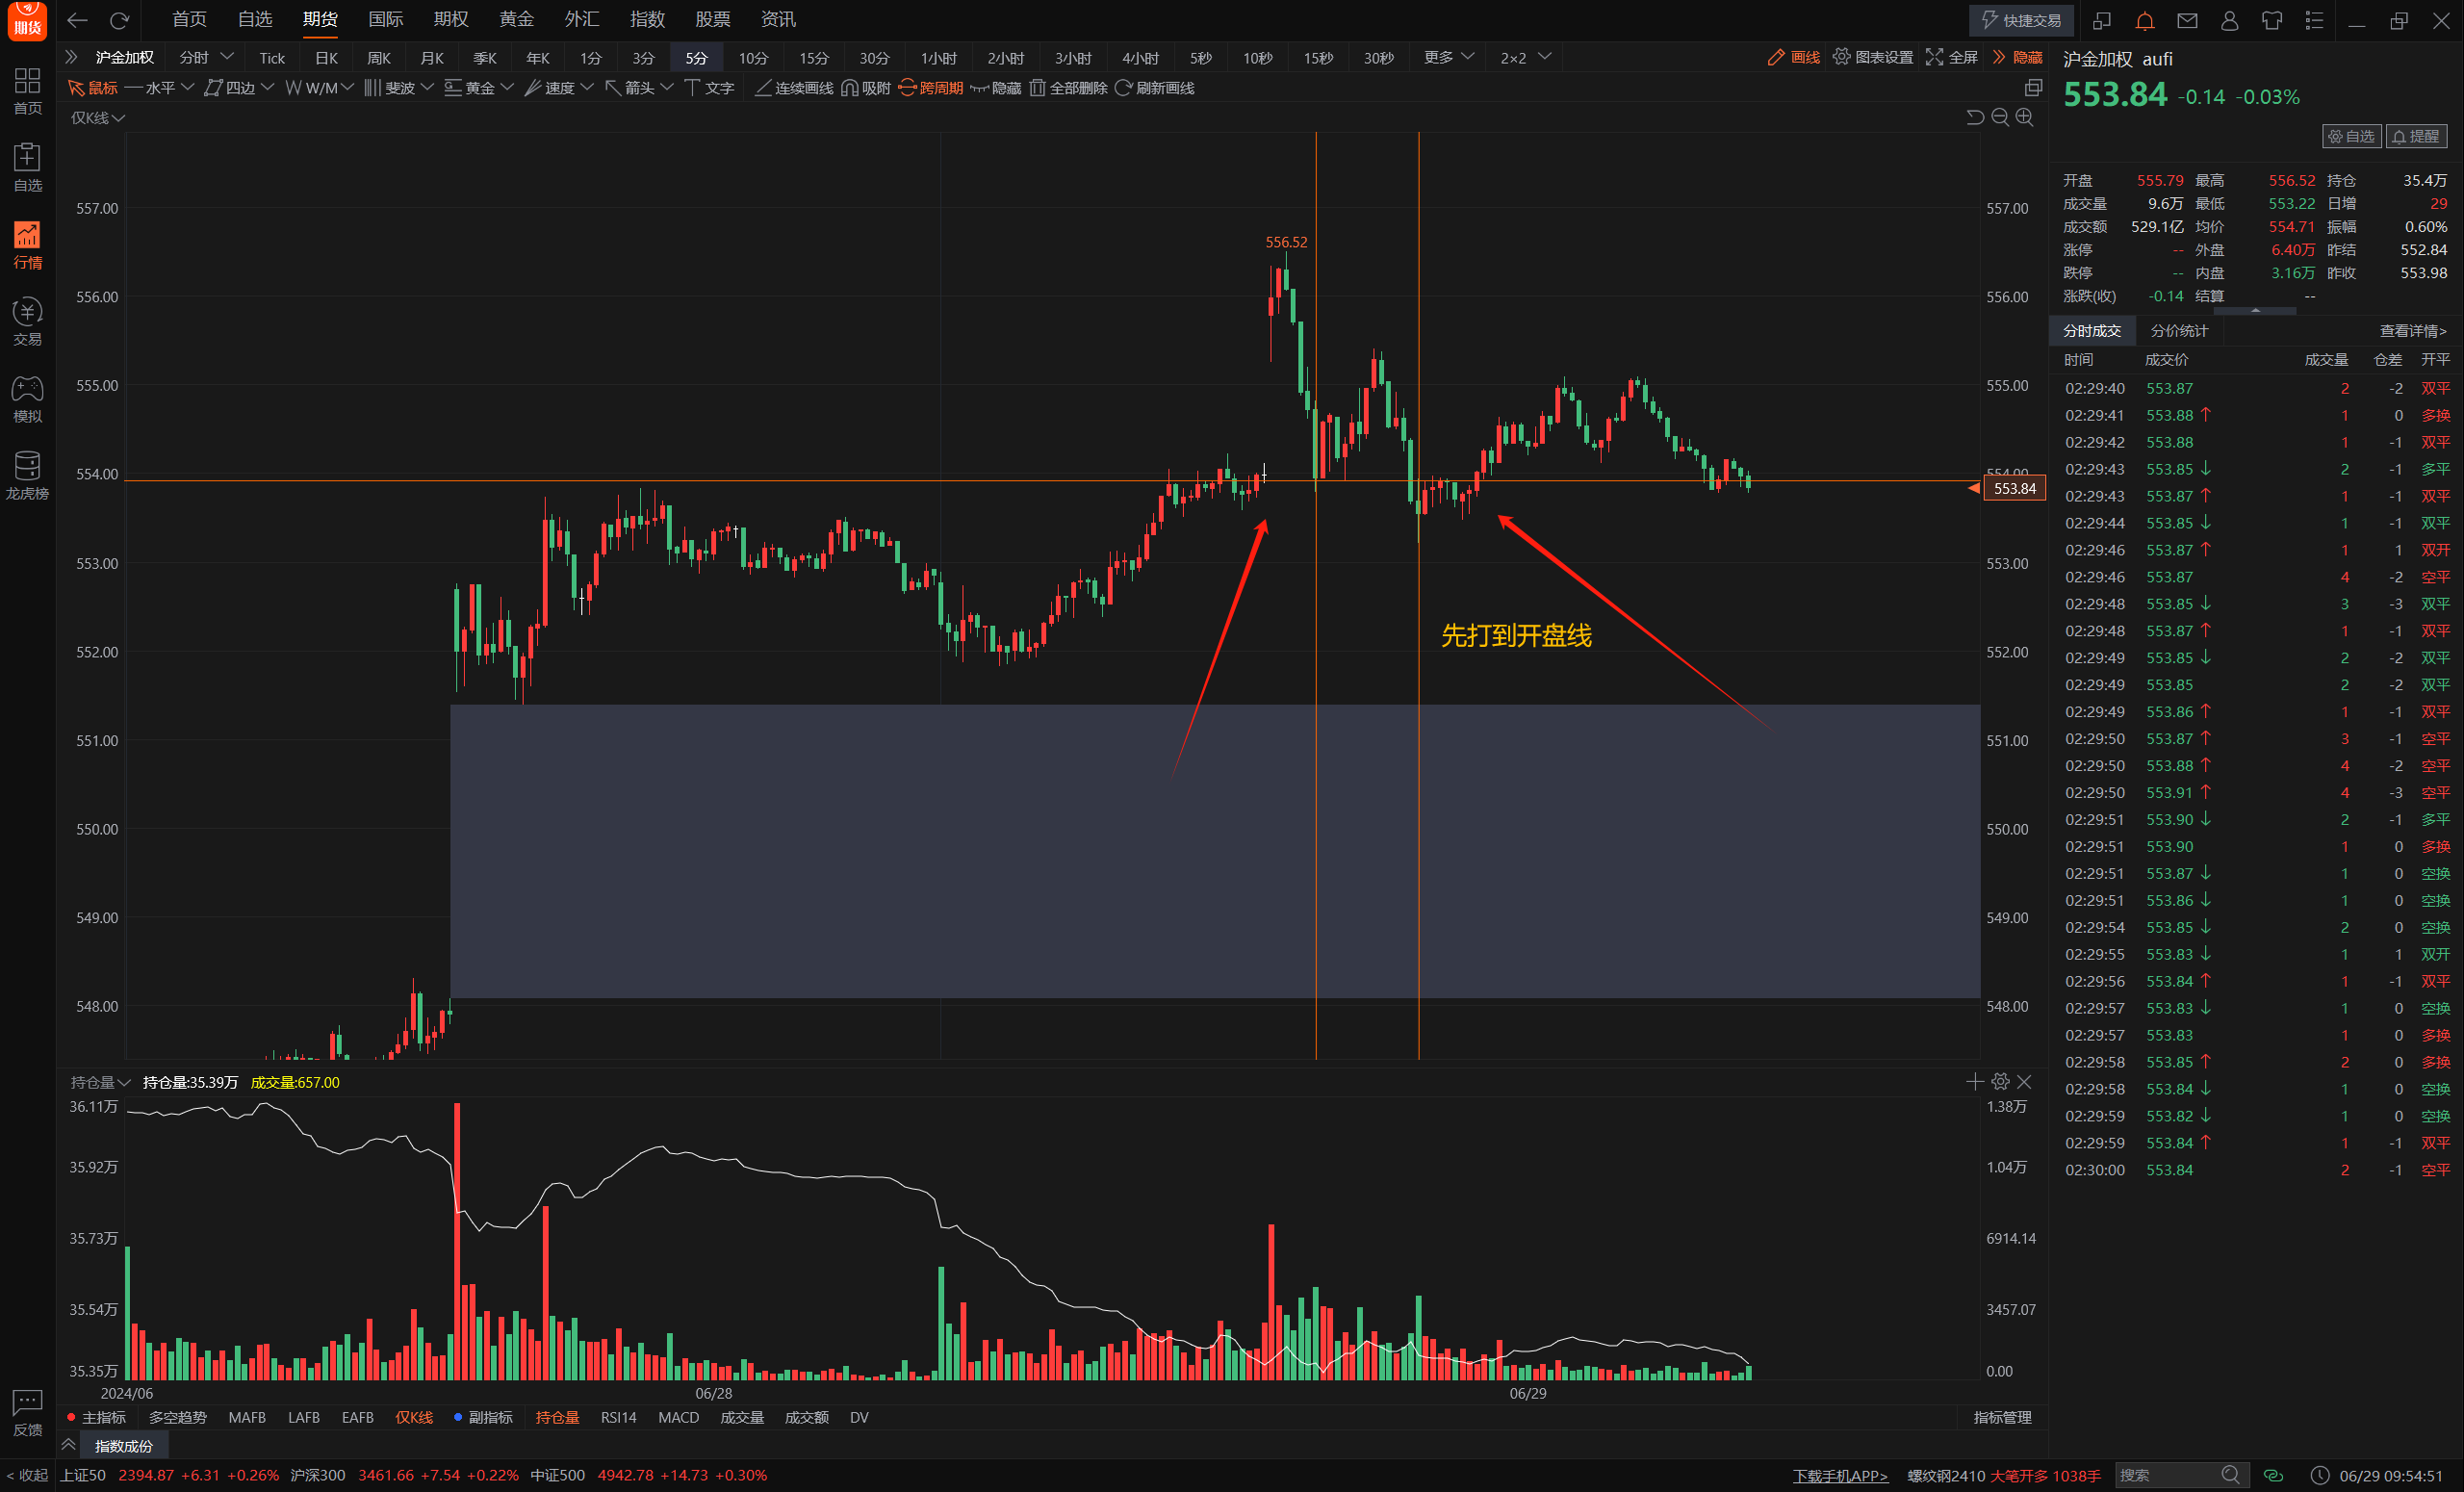 期货 首页 自选 期货 国际 期权 黄金 外汇 指数 股票 资讯 快捷交易
沪金加权 分时 Tick 日K 周K 月K 季K 年K 1分 3分 5分 10分 15分 30分 1小时 2小时 3小时 4小时 5秒 10秒 15秒 30秒 更多 2×2 画线 图表设置 全屏 隐藏
鼠标 水平 四边 W/M 斐波 黄金 速度 箭头 文字 连续画线 吸附 跨周期 隐藏 全部删除 刷新画线
仅K线
首页
自选
行情
交易
模拟
龙虎榜
反馈
< 收起
557.00 557.00
556.52
556.00 556.00
555.00 555.00
554.00 554.00
553.84
553.00 553.00
先打到开盘线
552.00 552.00
551.00 551.00
550.00 550.00
549.00 549.00
548.00 548.00
持仓量 持仓量:35.39万 成交量:657.00
36.11万 1.38万
35.92万 1.04万
35.73万 6914.14
35.54万 3457.07
35.35万 0.00
2024/06 06/28 06/29
主指标 多空趋势 MAFB LAFB EAFB 仅K线 副指标 持仓量 RSI14 MACD 成交量 成交额 DV 指标管理
指数成份
沪金加权 aufi
553.84 -0.14 -0.03%
自选 提醒
开盘 555.79 最高 556.52 持仓 35.4万
成交量 9.6万 最低 553.22 日增 29
成交额 529.1亿 均价 554.71 振幅 0.60%
涨停 -- 外盘 6.40万 昨结 552.84
跌停 -- 内盘 3.16万 昨收 553.98
涨跌(收) -0.14 结算 --
分时成交 分价统计 查看详情>
时间 成交价 成交量 仓差 开平
02:29:40 553.87 2 -2 双平
02:29:41 553.88 ↑ 1 0 多换
02:29:42 553.88 1 -1 双平
02:29:43 553.85 ↓ 2 -1 多平
02:29:43 553.87 ↑ 1 -1 双平
02:29:44 553.85 ↓ 1 -1 双平
02:29:46 553.87 ↑ 1 1 双开
02:29:46 553.87 4 -2 空平
02:29:48 553.85 ↓ 3 -3 双平
02:29:48 553.87 ↑ 1 -1 双平
02:29:49 553.85 ↓ 2 -2 双平
02:29:49 553.85 2 -2 双平
02:29:49 553.86 ↑ 1 -1 双平
02:29:50 553.87 ↑ 3 -1 空平
02:29:50 553.88 ↑ 4 -2 空平
02:29:50 553.91 ↑ 4 -3 空平
02:29:51 553.90 ↓ 2 -1 多平
02:29:51 553.90 1 0 多换
02:29:51 553.87 ↓ 1 0 空换
02:29:51 553.86 ↓ 1 0 空换
02:29:54 553.85 ↓ 2 0 空换
02:29:55 553.83 ↓ 1 1 双开
02:29:56 553.84 ↑ 1 -1 双平
02:29:57 553.83 ↓ 1 0 空换
02:29:57 553.83 1 0 多换
02:29:58 553.85 ↑ 2 0 多换
02:29:58 553.84 ↓ 1 0 空换
02:29:59 553.82 ↓ 1 0 空换
02:29:59 553.84 ↑ 1 -1 双平
02:30:00 553.84 2 -1 空平
上证50 2394.87 +6.31 +0.26% 沪深300 3461.66 +7.54 +0.22% 中证500 4942.78 +14.73 +0.30% 下载手机APP> 螺纹钢2410 大笔开多 1038手 搜索 06/29 09:54:51